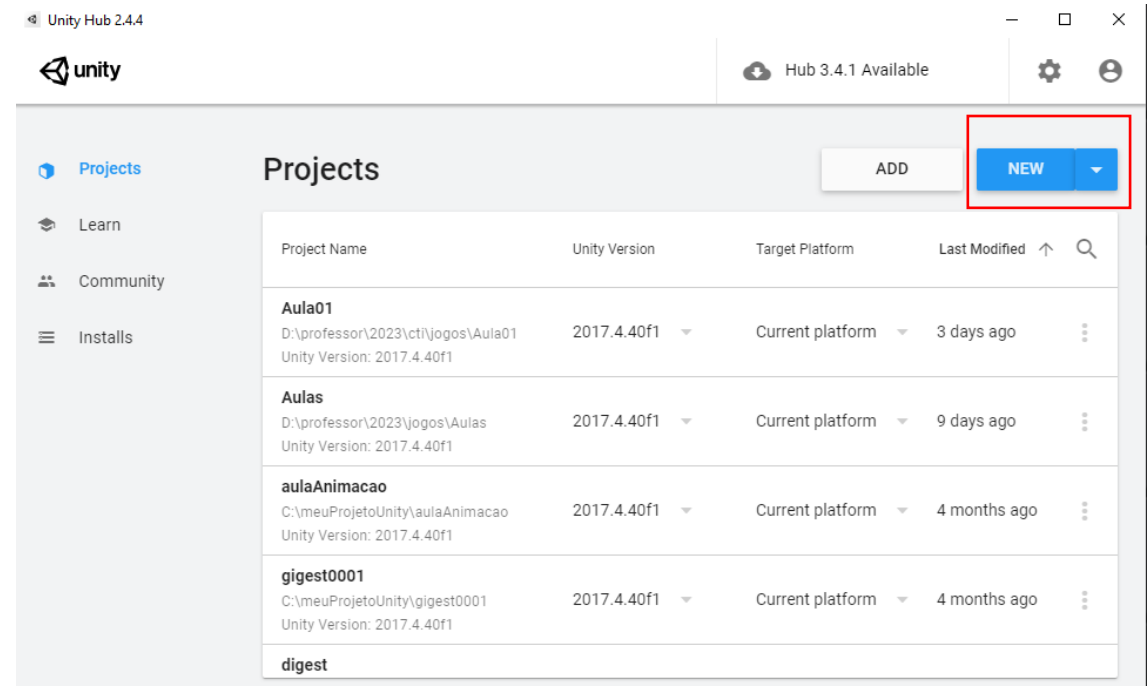 Unity Hub 2.4.4
unity
Hub 3.4.1 Available
Projects
Learn
Community
Installs
Projects
ADD
NEW
Project Name Unity Version Target Platform Last Modified
Aula01
D:\professor\2023\cti\jogos\Aula01 2017.4.40f1 Current platform 3 days ago
Unity Version: 2017.4.40f1
Aulas
D:\professor\2023\jogos\Aulas 2017.4.40f1 Current platform 9 days ago
Unity Version: 2017.4.40f1
aulaAnimacao
C:\meuProjetoUnity\aulaAnimacao 2017.4.40f1 Current platform 4 months ago
Unity Version: 2017.4.40f1
gigest0001
C:\meuProjetoUnity\gigest0001 2017.4.40f1 Current platform 4 months ago
Unity Version: 2017.4.40f1
digest